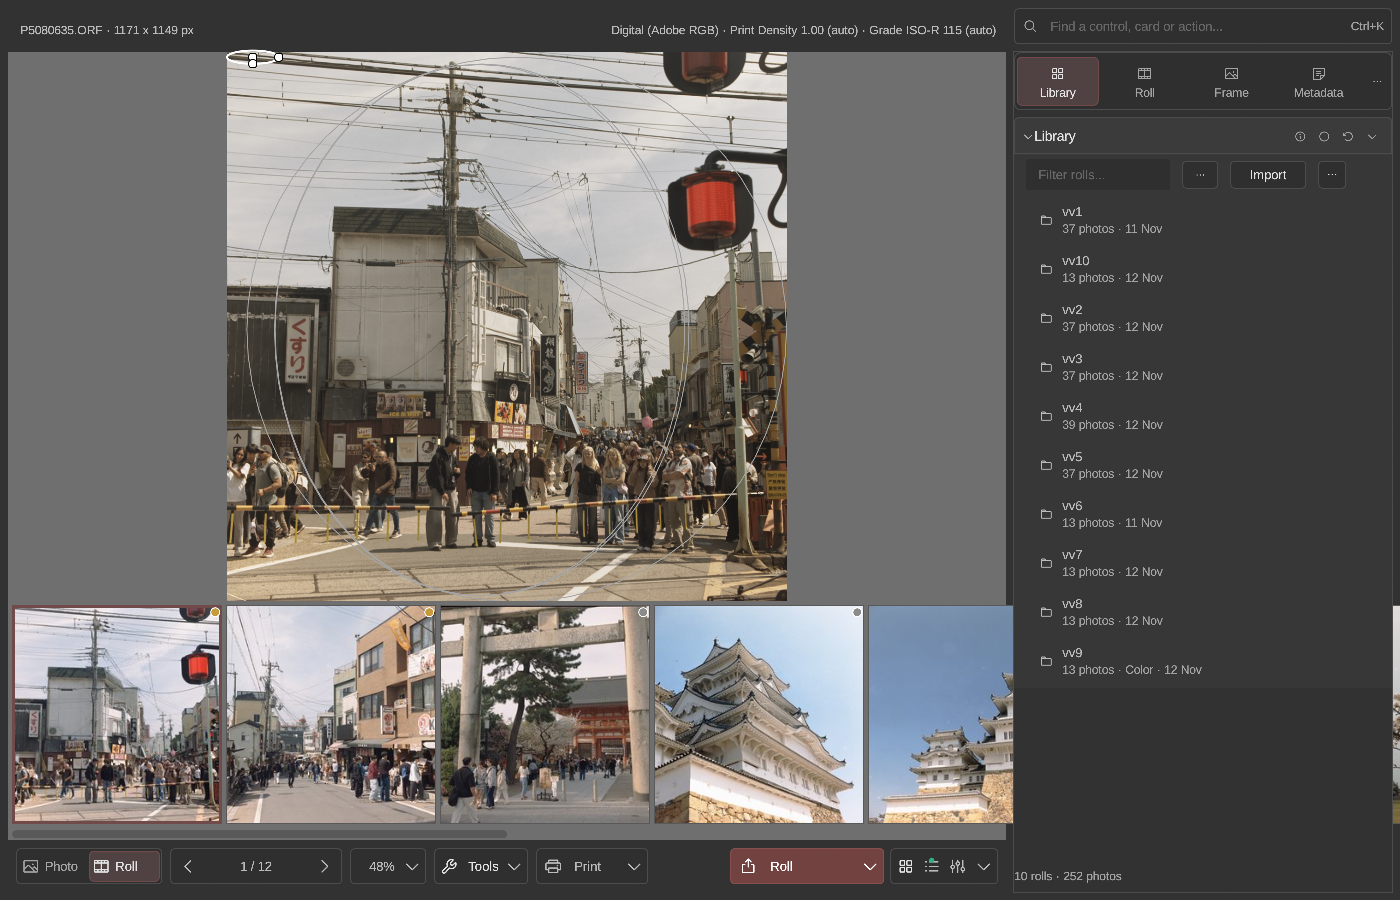 P5080635.ORF · 1171 x 1149 px
Digital (Adobe RGB) · Print Density 1.00 (auto) · Grade ISO-R 115 (auto)
Find a control, card or action...
Ctrl+K
Library
Roll
Frame
Metadata
...
Library
Filter rolls...
...
Import
...
vv1
37 photos · 11 Nov
vv10
13 photos · 12 Nov
vv2
37 photos · 12 Nov
vv3
37 photos · 12 Nov
vv4
39 photos · 12 Nov
vv5
37 photos · 12 Nov
vv6
13 photos · 11 Nov
vv7
13 photos · 12 Nov
vv8
13 photos · 12 Nov
vv9
13 photos · Color · 12 Nov
10 rolls · 252 photos
くすり
Photo
Roll
1 / 12
48%
Tools
Print
Roll